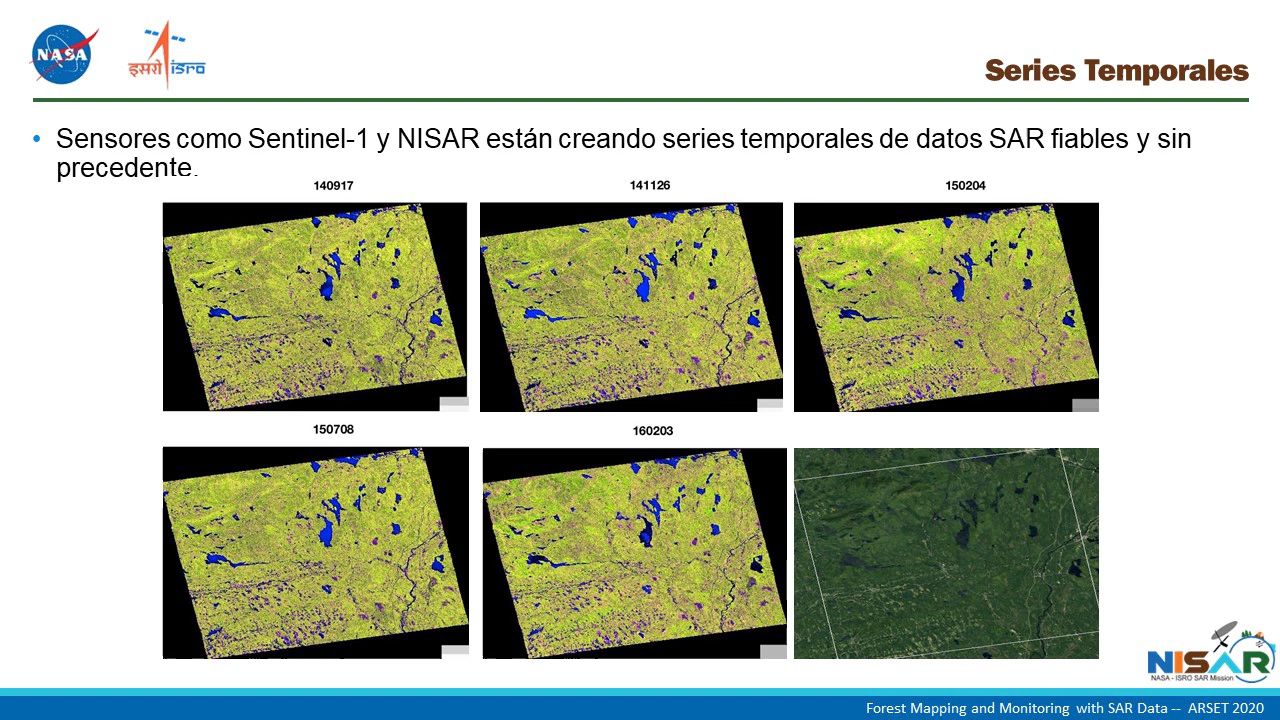 NASA
इसरो isro
Series Temporales
• Sensores como Sentinel-1 y NISAR están creando series temporales de datos SAR fiables y sin
precedente.
140917
141126
150204
150708
160203
NISAR
NASA - ISRO SAR Mission
Forest Mapping and Monitoring with SAR Data -- ARSET 2020